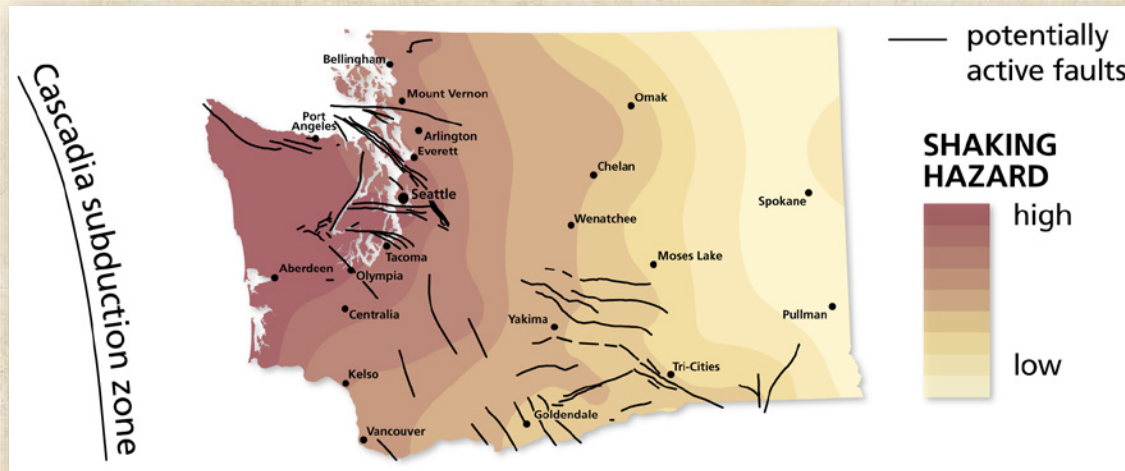 Cascadia subduction zone
Bellingham
Mount Vernon
Port
Angeles
Arlington
Everett
Seattle
Tacoma
Olympia
Aberdeen
Centralia
Kelso
Vancouver
Omak
Chelan
Wenatchee
Moses Lake
Yakima
Tri-Cities
Goldendale
Spokane
Pullman
potentially
active faults
SHAKING
HAZARD
high
low